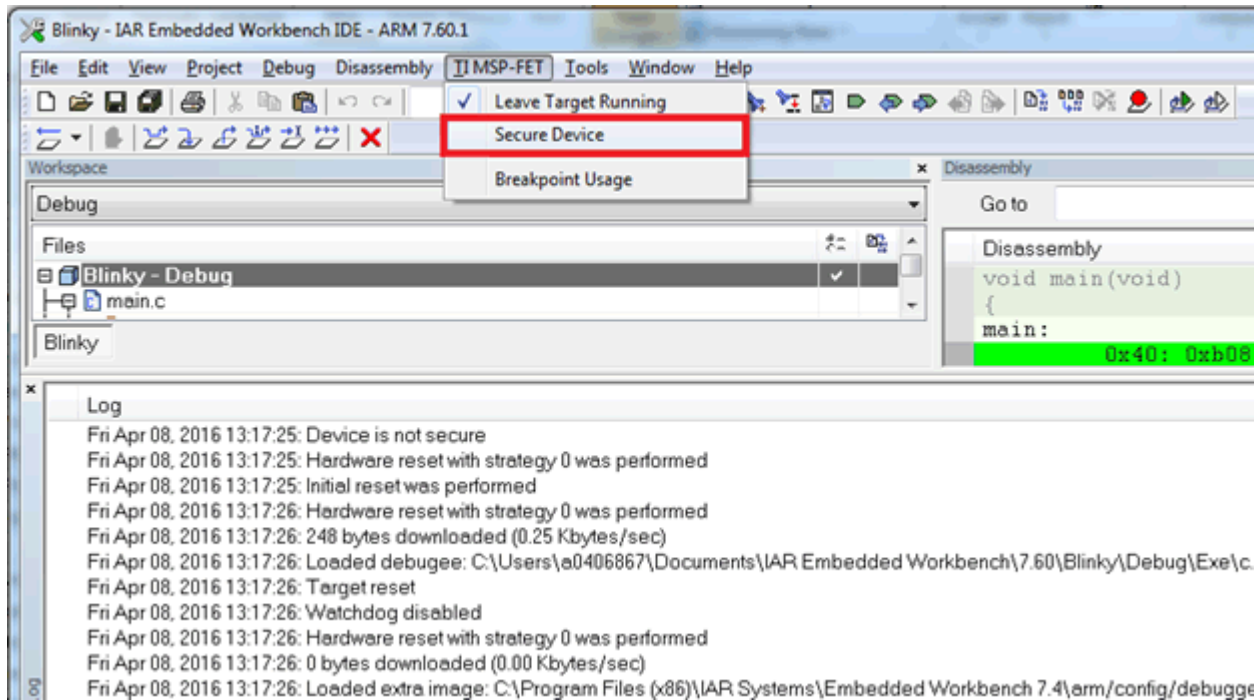 Blinky - IAR Embedded Workbench IDE - ARM 7.60.1
File Edit View Project Debug Disassembly TI MSP-FET Tools Window Help
Leave Target Running
Secure Device
Breakpoint Usage
Workspace
Debug
Files
Blinky - Debug
main.c
Blinky
Disassembly
Go to
Disassembly
void main(void)
{
main:
0x40: 0xb08
Log
Fri Apr 08, 2016 13:17:25: Device is not secure
Fri Apr 08, 2016 13:17:25: Hardware reset with strategy 0 was performed
Fri Apr 08, 2016 13:17:25: Initial reset was performed
Fri Apr 08, 2016 13:17:26: Hardware reset with strategy 0 was performed
Fri Apr 08, 2016 13:17:26: 248 bytes downloaded (0.25 Kbytes/sec)
Fri Apr 08, 2016 13:17:26: Loaded debugee: C:\Users\a0406867\Documents\IAR Embedded Workbench\7.60\Blinky\Debug\Exe\c.
Fri Apr 08, 2016 13:17:26: Target reset
Fri Apr 08, 2016 13:17:26: Watchdog disabled
Fri Apr 08, 2016 13:17:26: Hardware reset with strategy 0 was performed
Fri Apr 08, 2016 13:17:26: 0 bytes downloaded (0.00 Kbytes/sec)
Fri Apr 08, 2016 13:17:26: Loaded extra image: C:\Program Files (x86)\IAR Systems\Embedded Workbench 7.4\arm/config/debugge